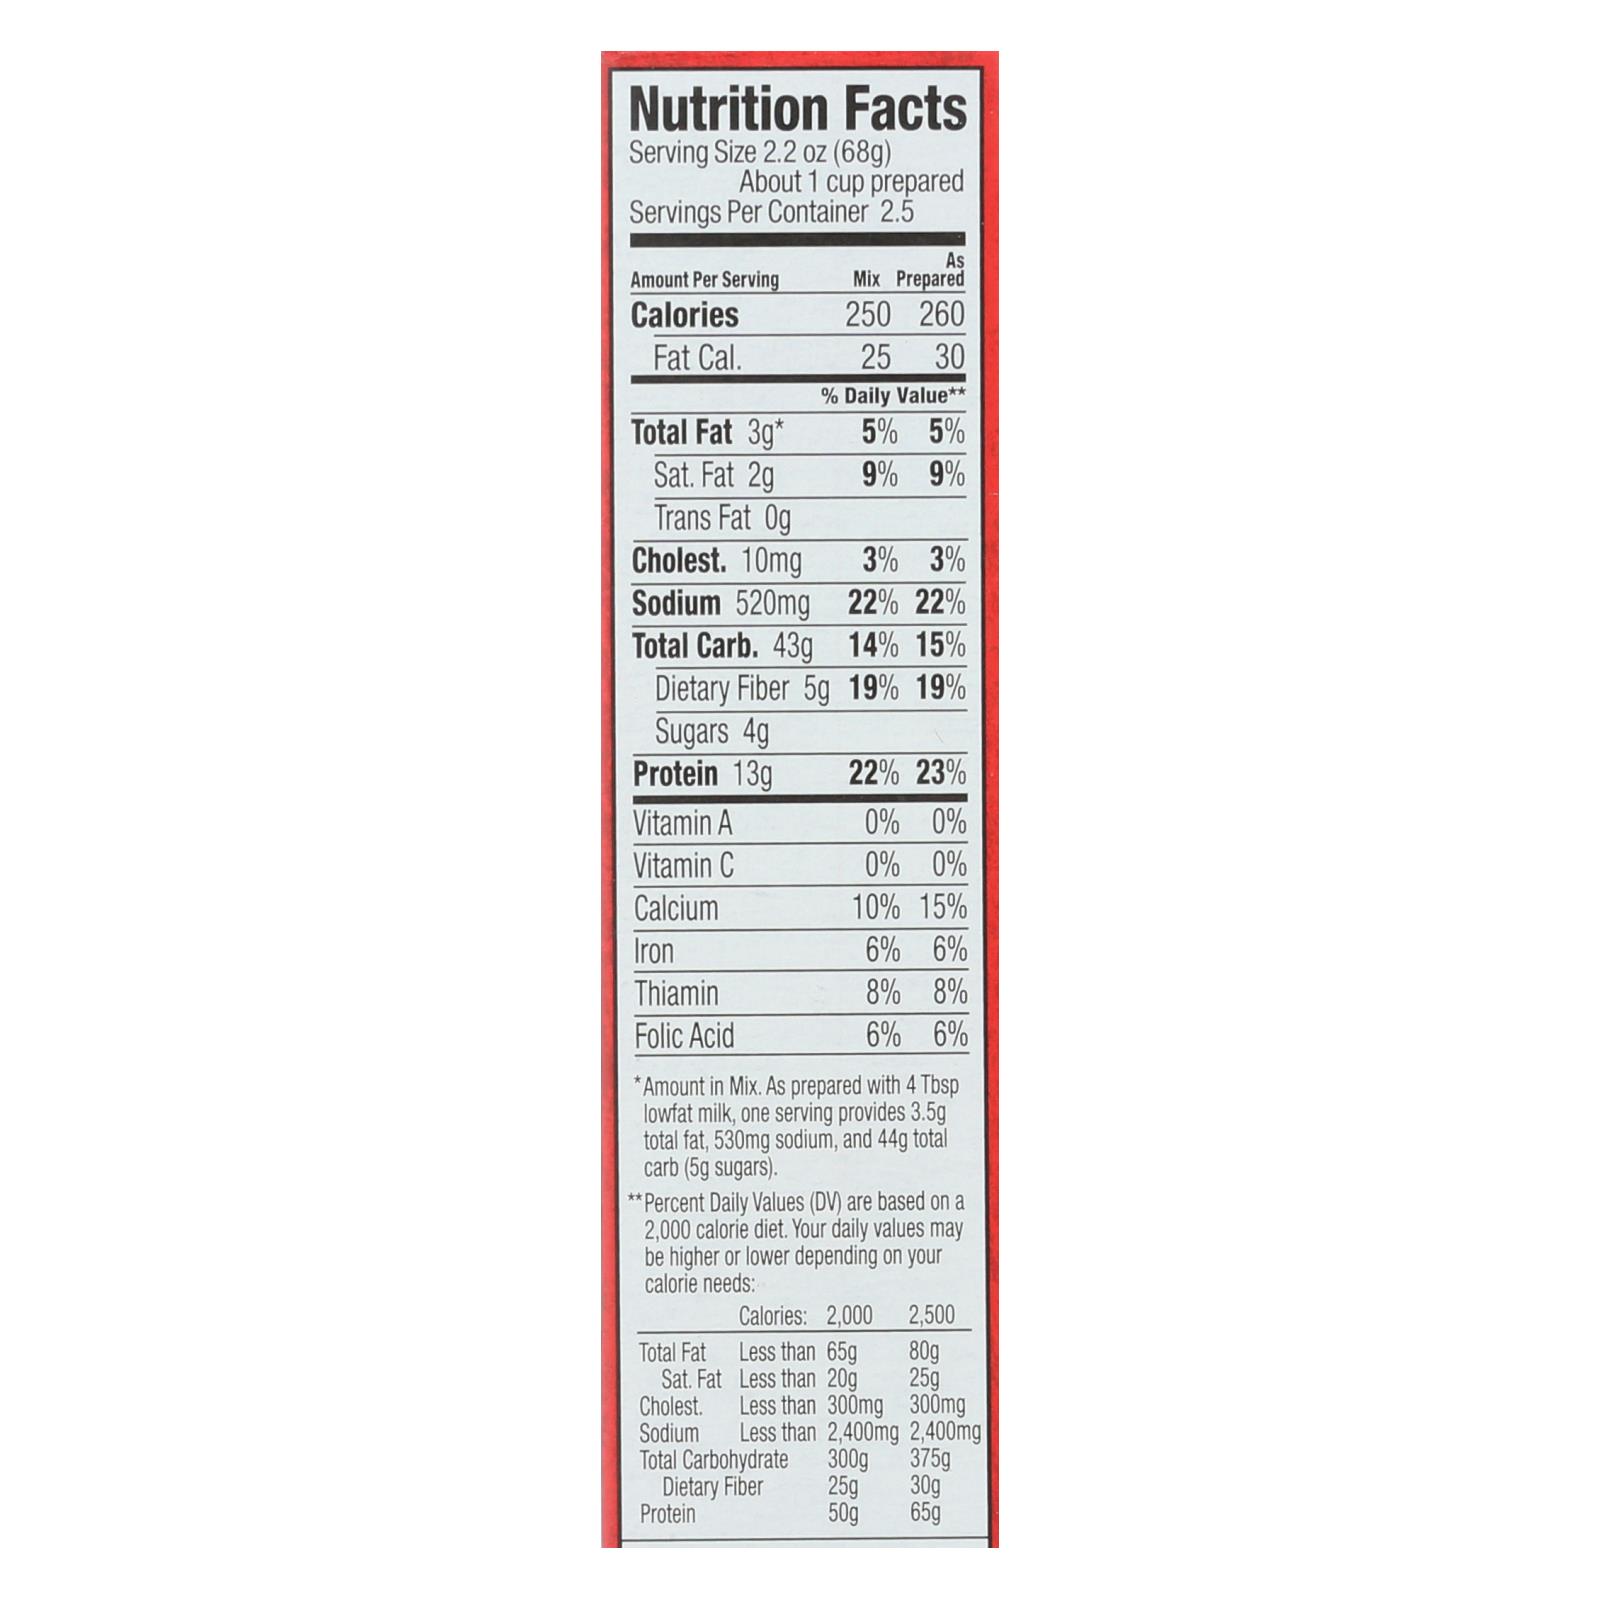 Nutrition Facts
Serving Size 2.2 oz (68g)
About 1 cup prepared
Servings Per Container 2.5
As
Amount Per Serving Mix Prepared
Calories 250 260
Fat Cal. 25 30
% Daily Value**
Total Fat 3g* 5% 5%
Sat. Fat 2g 9% 9%
Trans Fat 0g
Cholest. 10mg 3% 3%
Sodium 520mg 22% 22%
Total Carb. 43g 14% 15%
Dietary Fiber 5g 19% 19%
Sugars 4g
Protein 13g 22% 23%
Vitamin A 0% 0%
Vitamin C 0% 0%
Calcium 10% 15%
Iron 6% 6%
Thiamin 8% 8%
Folic Acid 6% 6%
*Amount in Mix. As prepared with 4 Tbsp
lowfat milk, one serving provides 3.5g
total fat, 530mg sodium, and 44g total
carb (5g sugars).
**Percent Daily Values (DV) are based on a
2,000 calorie diet. Your daily values may
be higher or lower depending on your
calorie needs:
Calories: 2,000 2,500
Total Fat Less than 65g 80g
Sat. Fat Less than 20g 25g
Cholest. Less than 300mg 300mg
Sodium Less than 2,400mg 2,400mg
Total Carbohydrate 300g 375g
Dietary Fiber 25g 30g
Protein 50g 65g